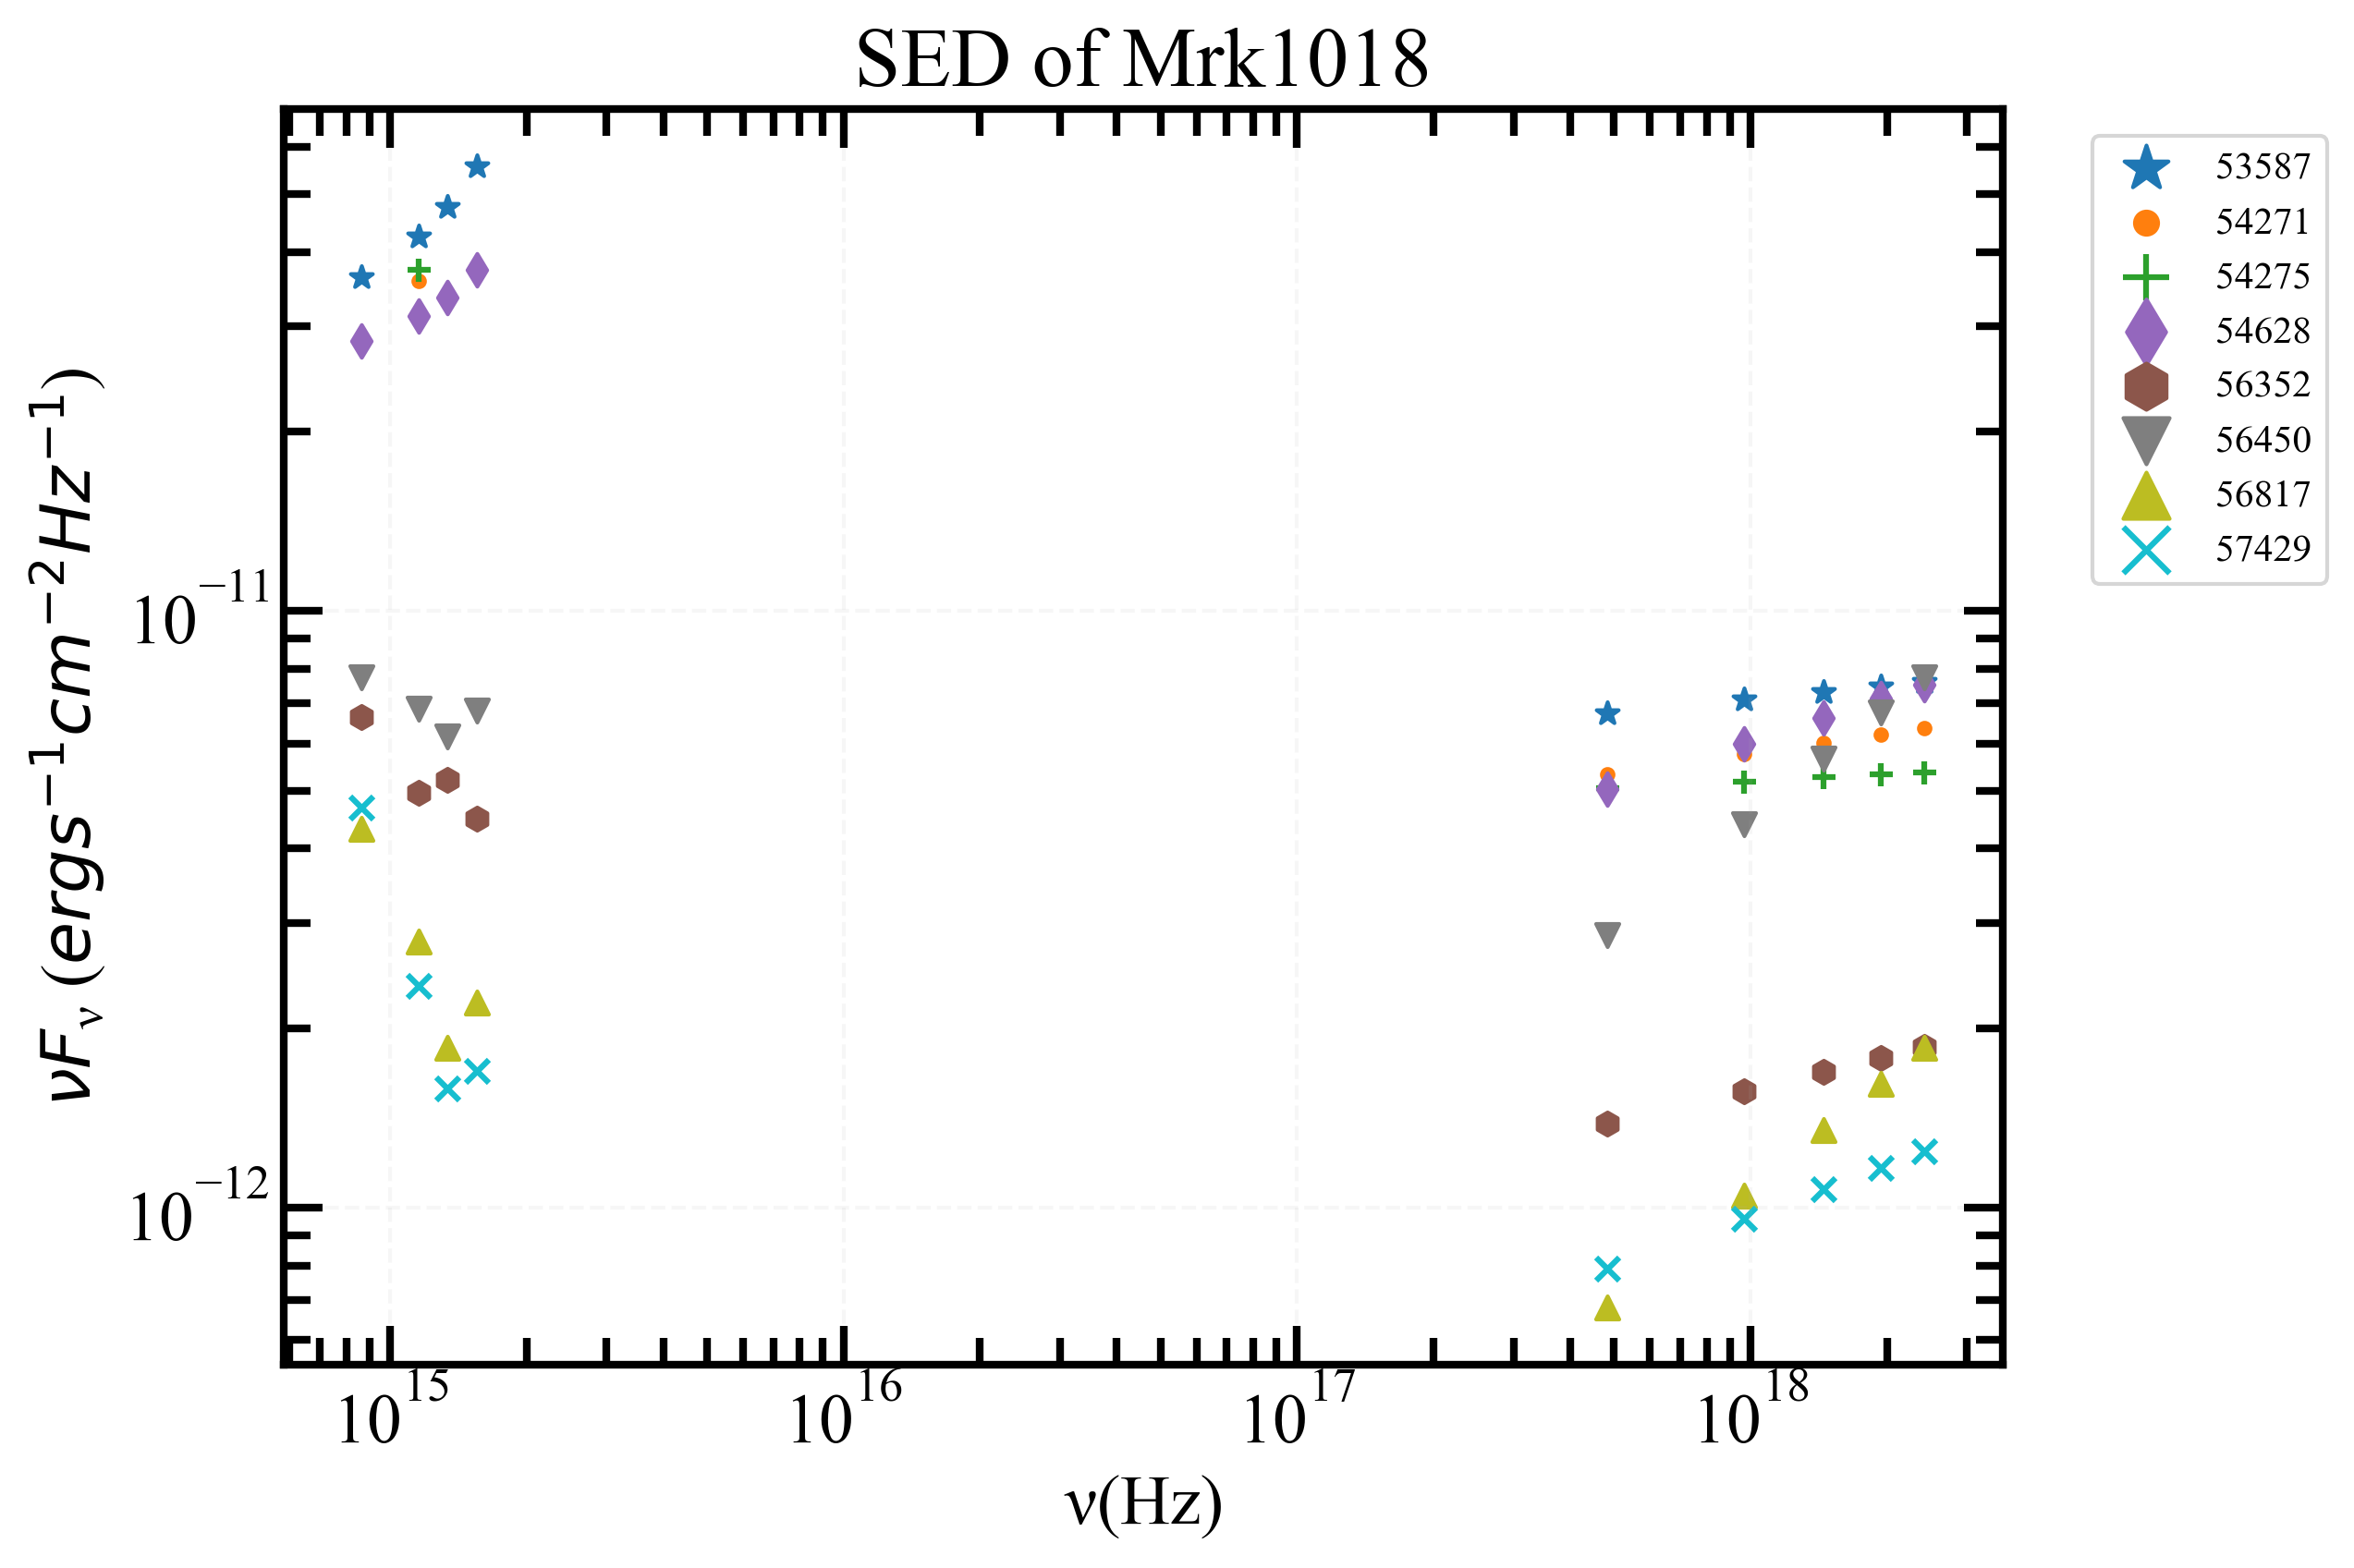 SED of Mrk1018
νF_ν (ergs⁻¹cm⁻²Hz⁻¹)
10⁻¹¹
10⁻¹²
10¹⁵ 10¹⁶ 10¹⁷ 10¹⁸
ν(Hz)
53587
54271
54275
54628
56352
56450
56817
57429